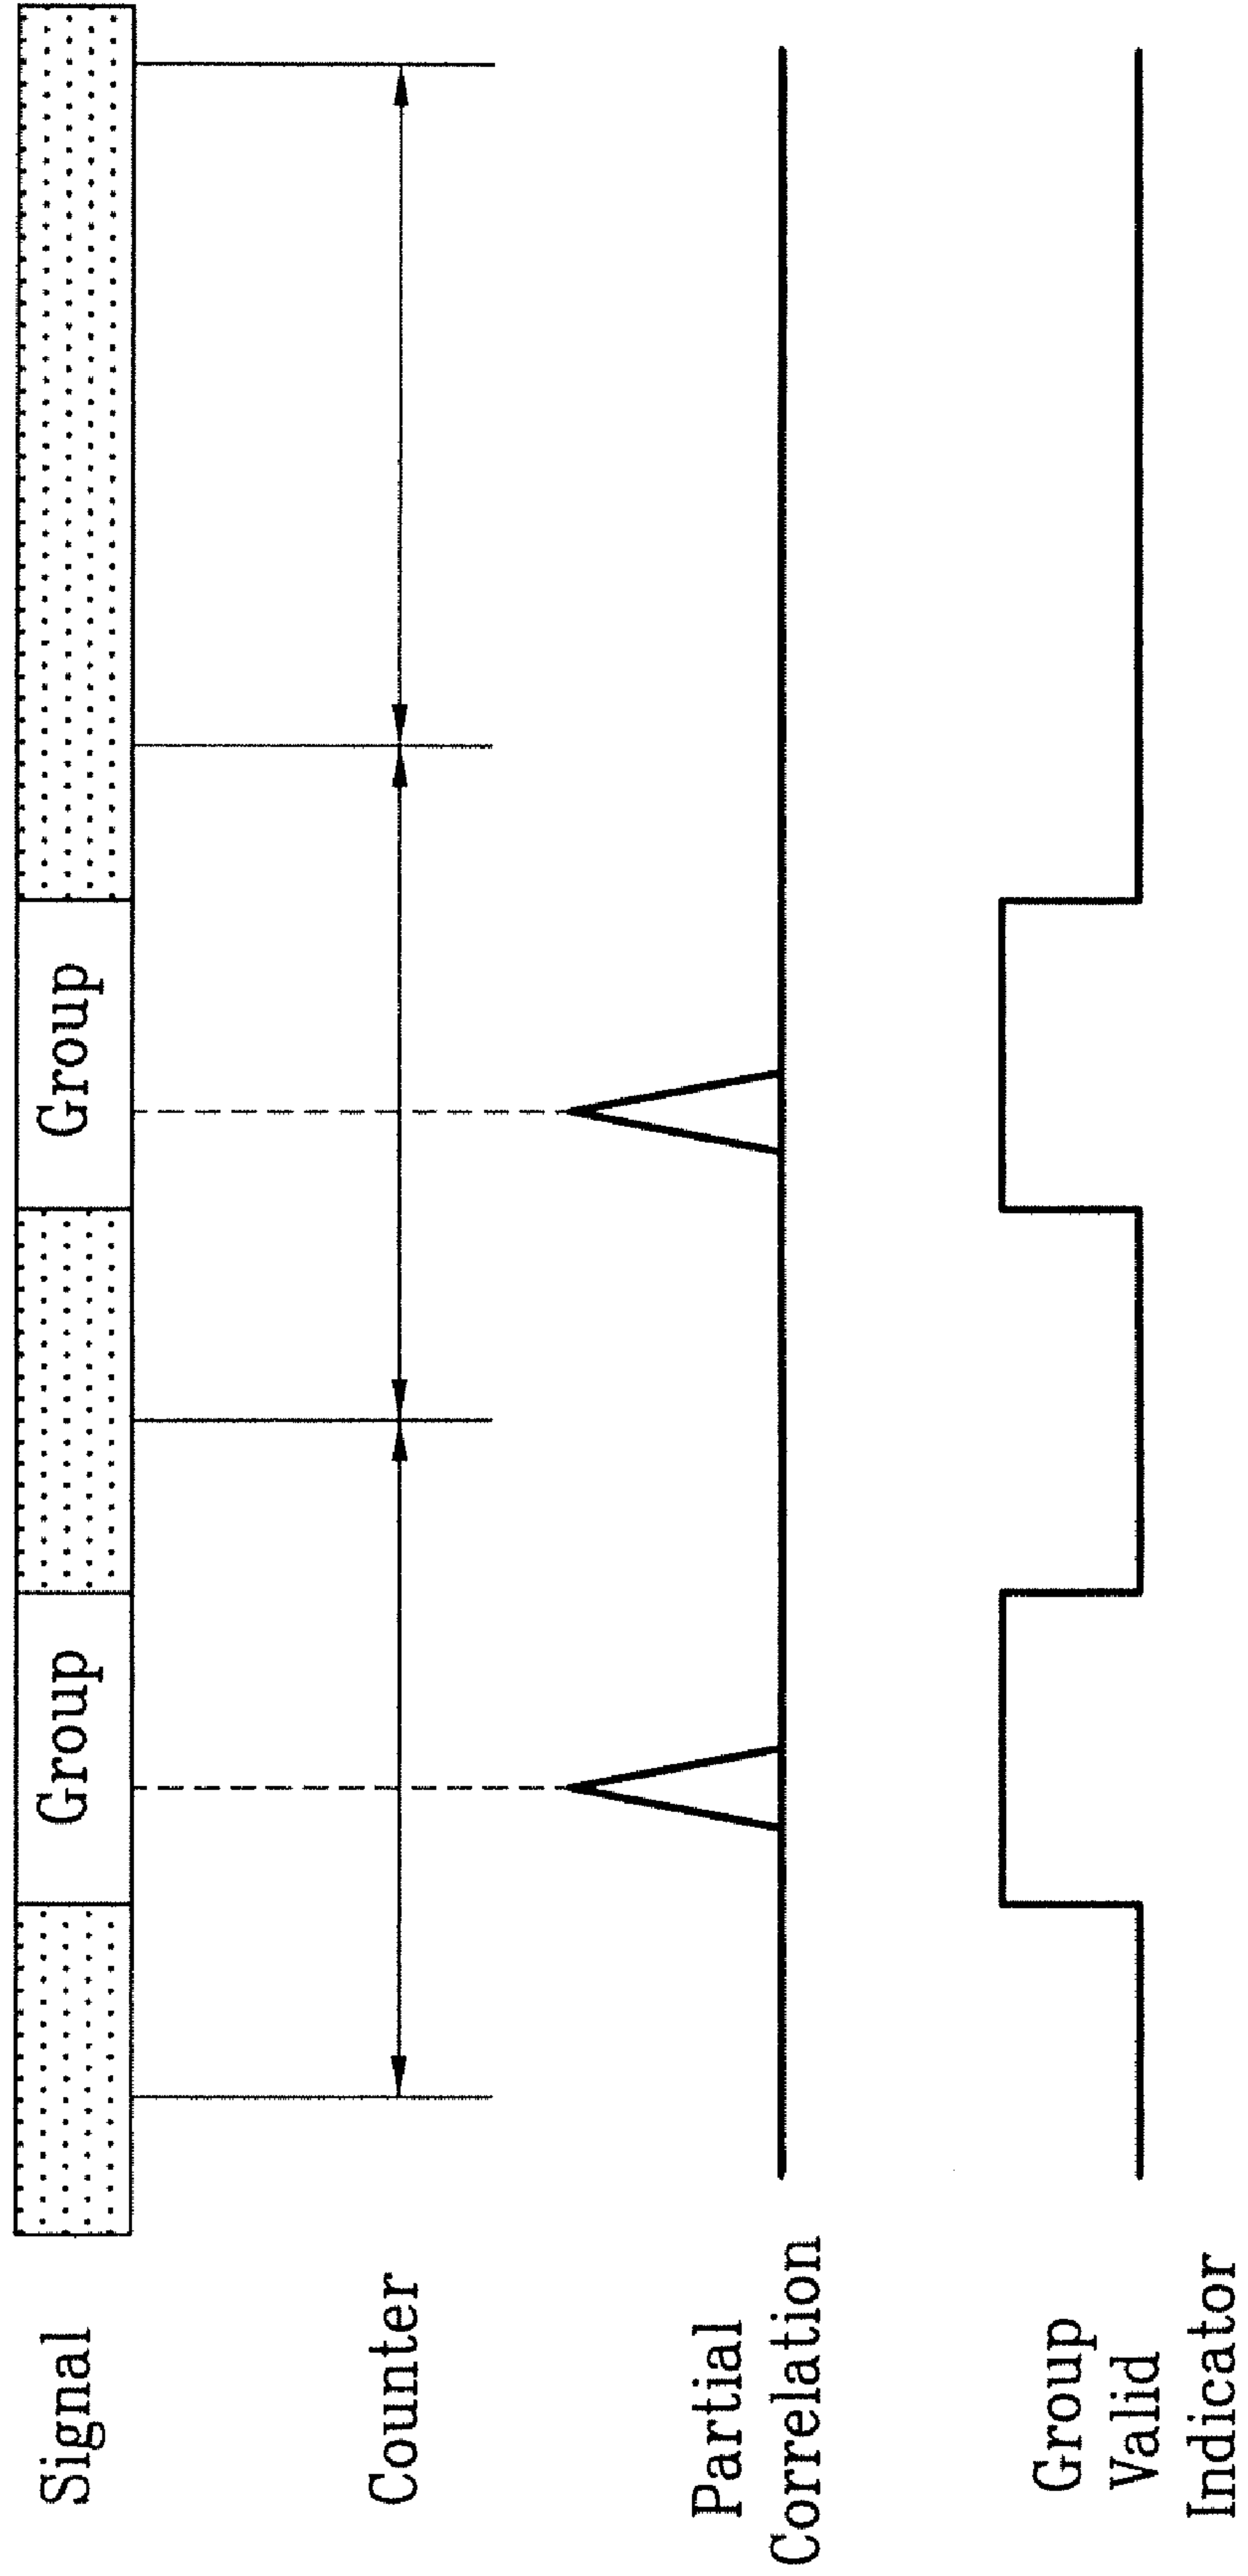 Signal
Group
Group
Counter
Partial
Correlation
Group
Valid
Indicator